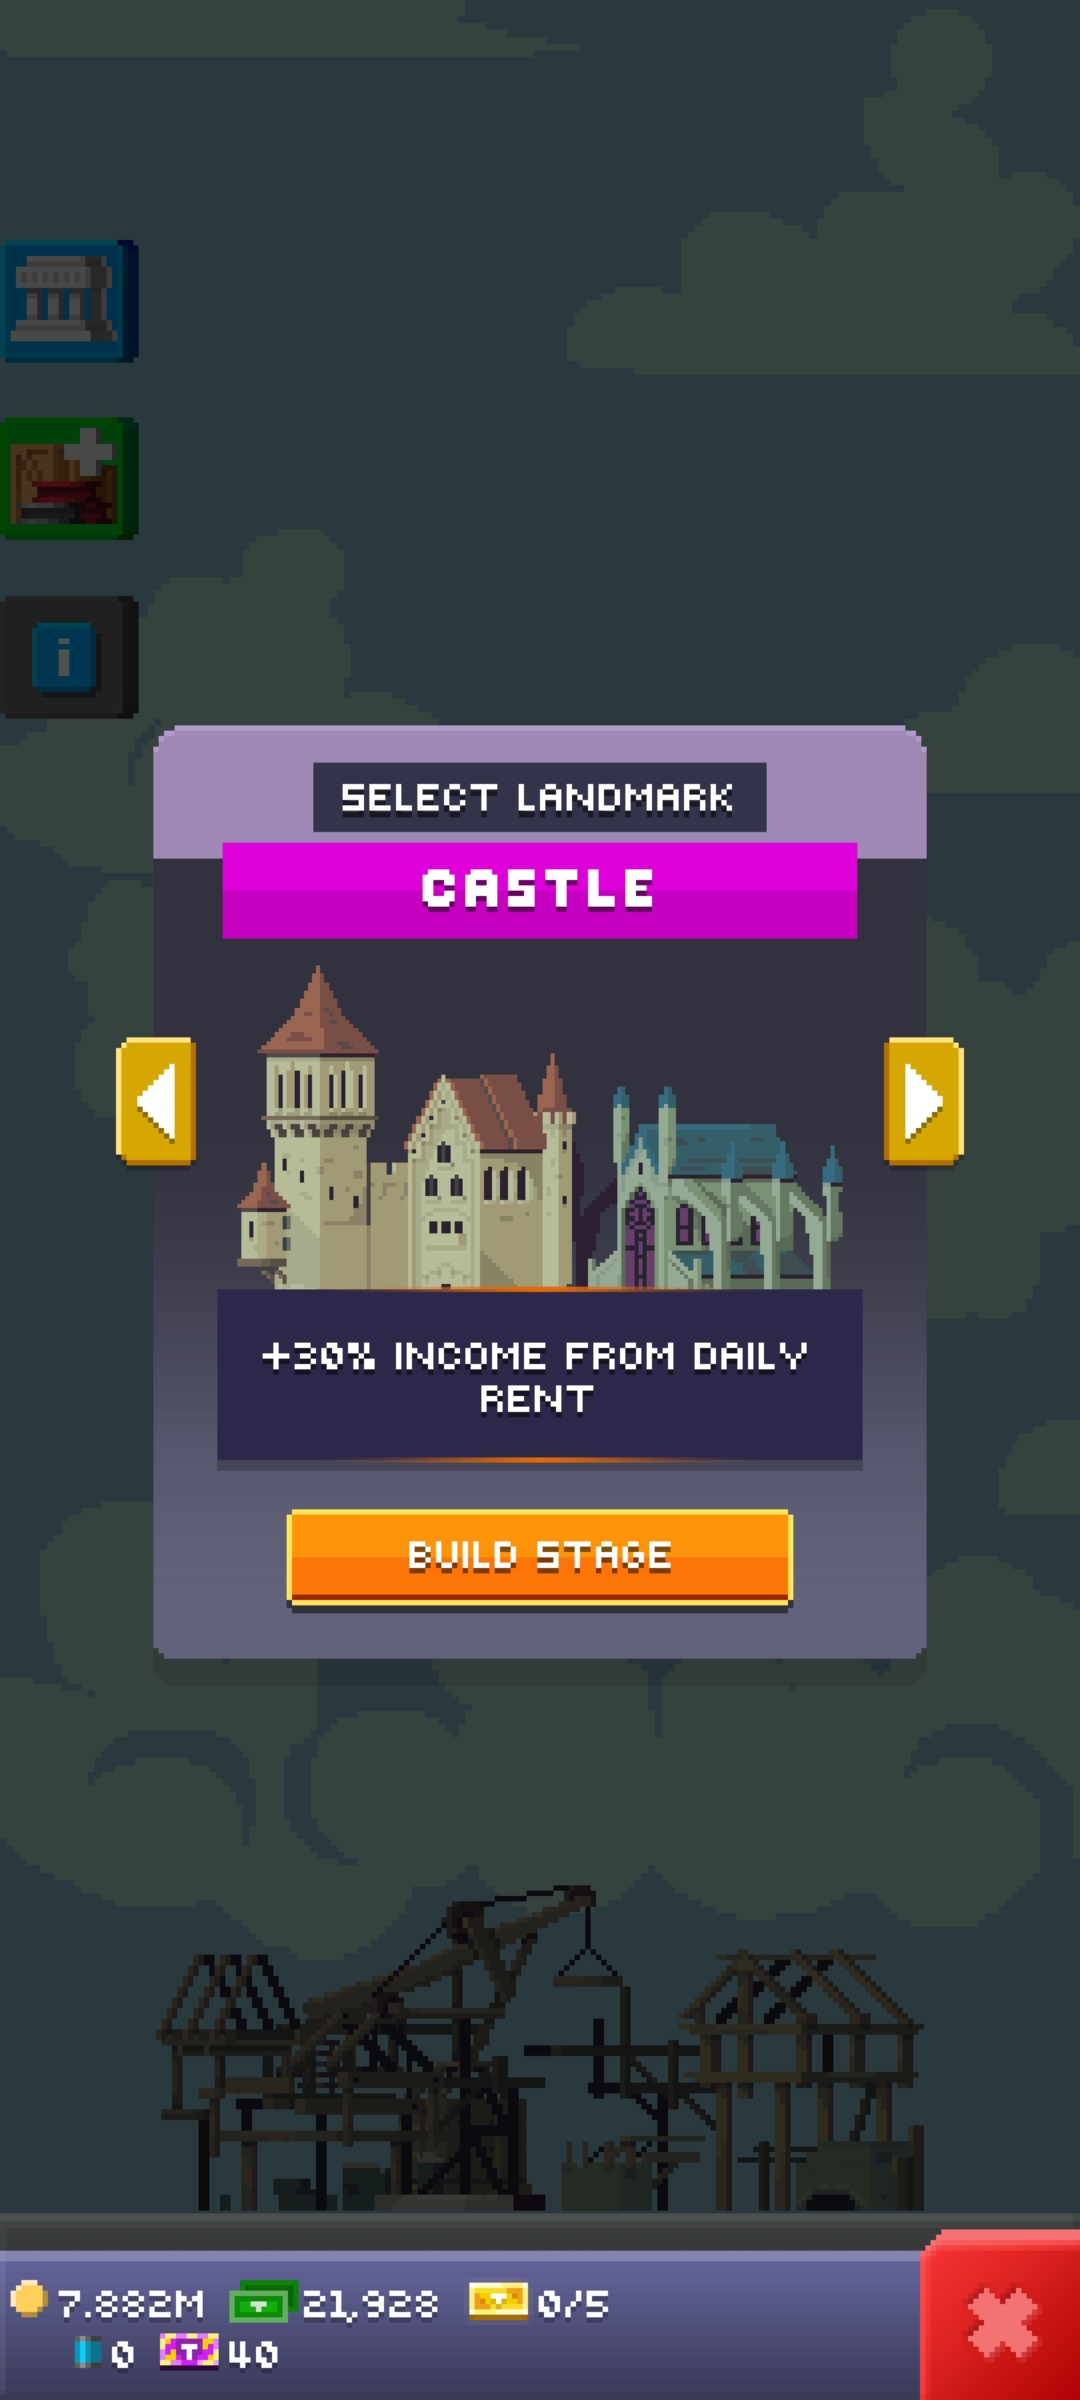 SELECT LANDMARK
CASTLE
+30% INCOME FROM DAILY
RENT
BUILD STAGE
7.882M 21,928 0/5
0 40